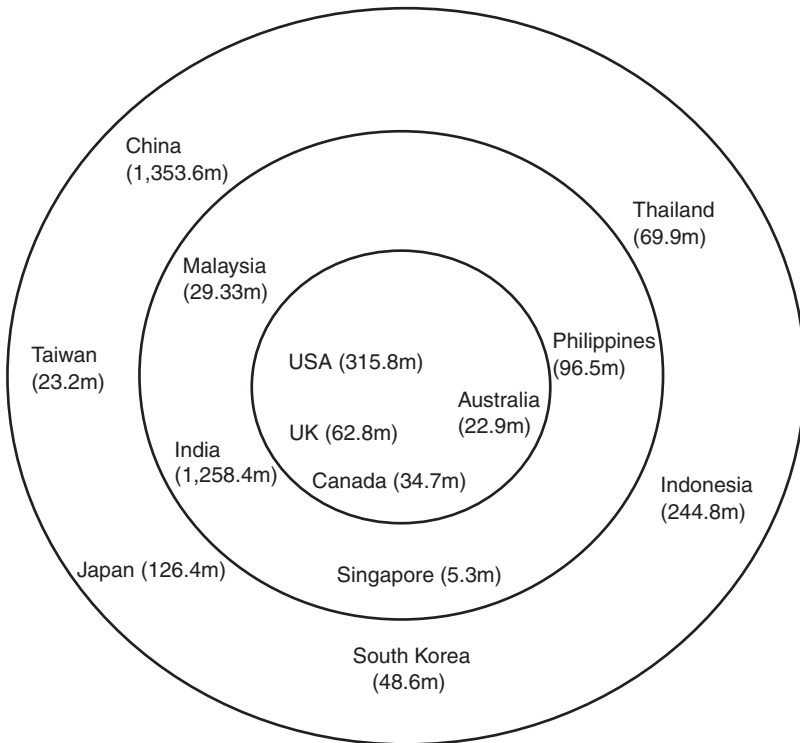 China
(1,353.6m)
Thailand
(69.9m)
Malaysia
(29.33m)
Philippines
(96.5m)
Taiwan
(23.2m)
USA (315.8m)
Australia
(22.9m)
UK (62.8m)
India
(1,258.4m)
Canada (34.7m)
Indonesia
(244.8m)
Japan (126.4m)
Singapore (5.3m)
South Korea
(48.6m)